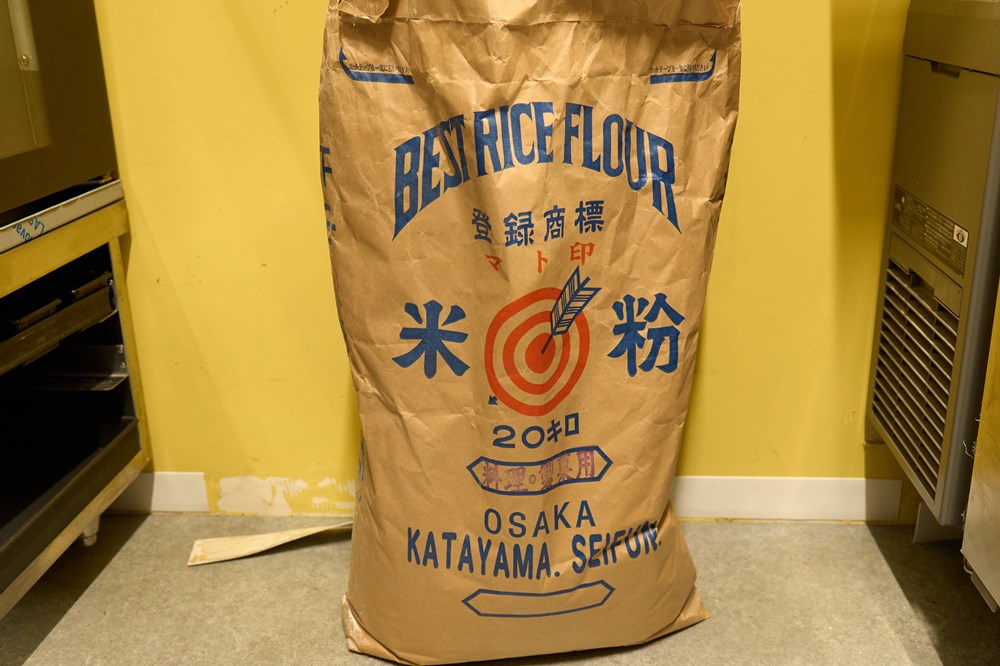 BEST RICE FLOUR
登録商標
マト印
米粉
20キロ
料理・製菓用
OSAKA
KATAYAMA. SEIFUN.